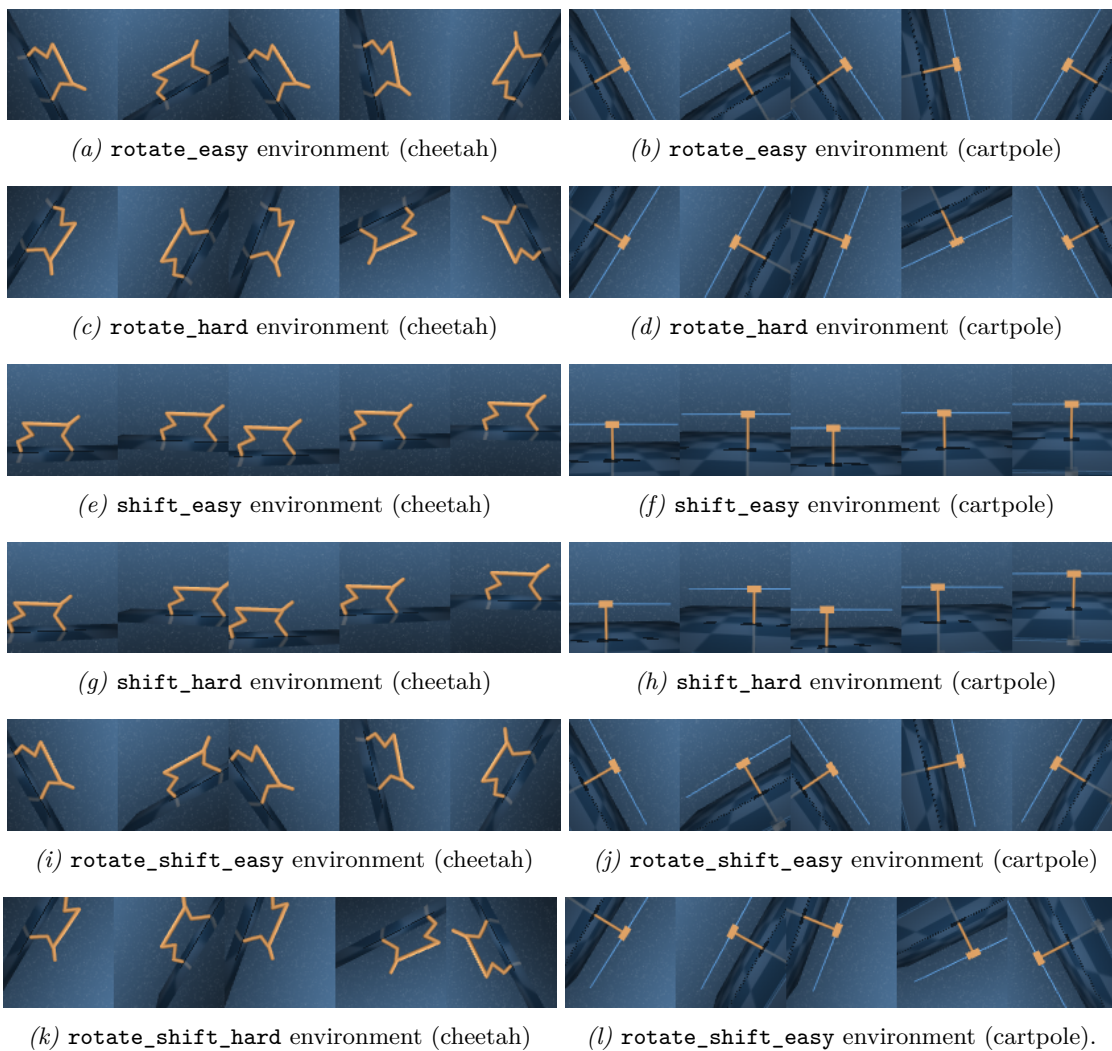 (a) rotate_easy environment (cheetah)
(b) rotate_easy environment (cartpole)
(c) rotate_hard environment (cheetah)
(d) rotate_hard environment (cartpole)
(e) shift_easy environment (cheetah)
(f) shift_easy environment (cartpole)
(g) shift_hard environment (cheetah)
(h) shift_hard environment (cartpole)
(i) rotate_shift_easy environment (cheetah)
(j) rotate_shift_easy environment (cartpole)
(k) rotate_shift_hard environment (cheetah)
(l) rotate_shift_easy environment (cartpole).